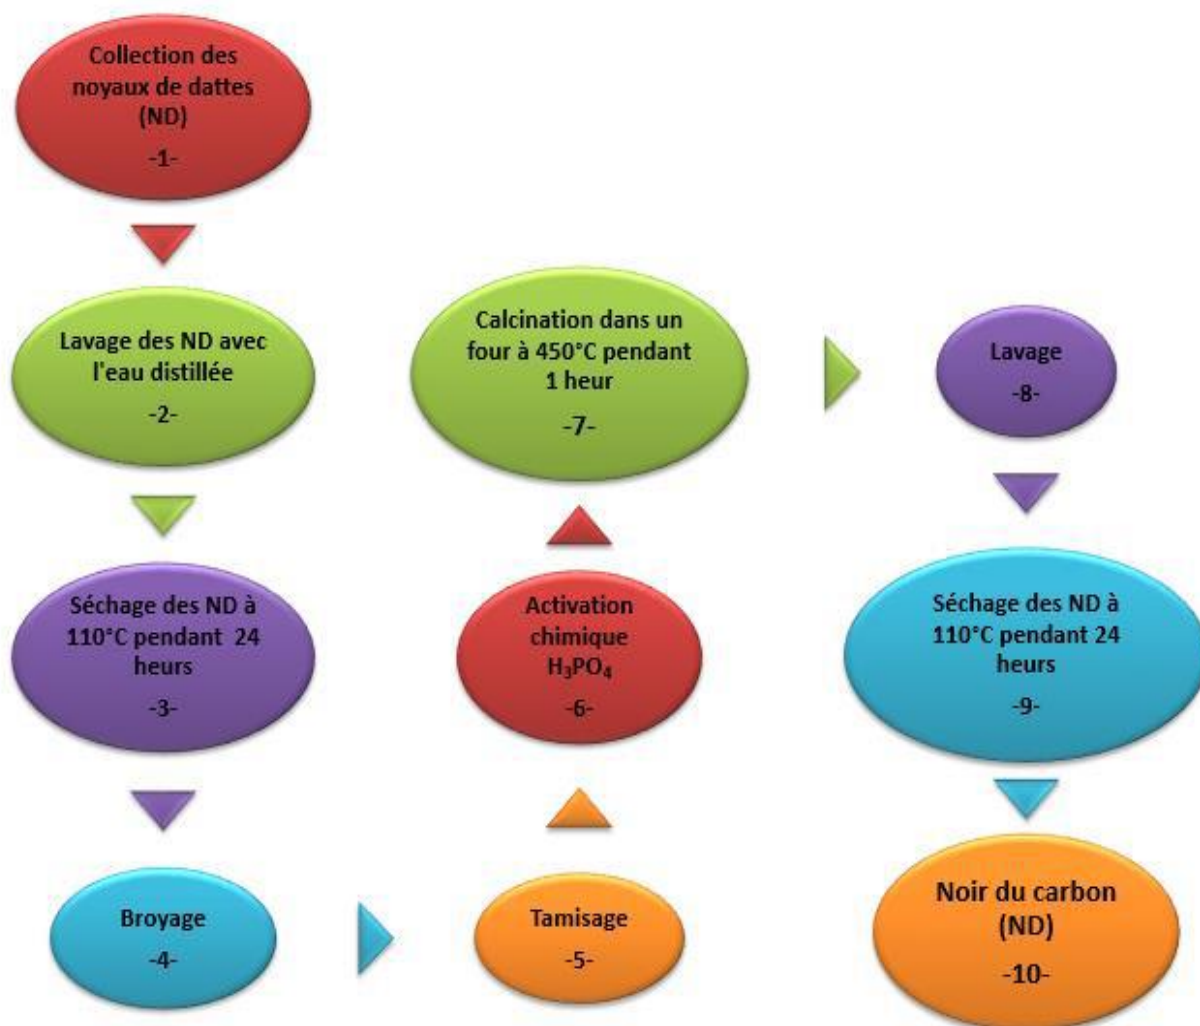 Collection des
noyaux de dattes
(ND)
-1-
Lavage des ND avec
l'eau distillée
-2-
Séchage des ND à
110°C pendant 24
heurs
-3-
Broyage
-4-
Tamisage
-5-
Activation
chimique
H₃PO₄
-6-
Calcination dans un
four à 450°C pendant
1 heur
-7-
Lavage
-8-
Séchage des ND à
110°C pendant 24
heurs
-9-
Noir du carbon
(ND)
-10-